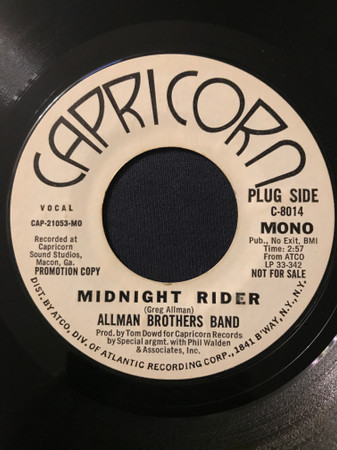 CAPRICORN
PLUG SIDE
VOCAL
C-8014
CAP-21053-MO
MONO
Recorded at
Capricorn
Sound Studios,
Macon, Ga.
PROMOTION COPY
Pub., No Exit, BMI
Time: 2:57
From ATCO
LP 33-342
NOT FOR SALE
MIDNIGHT RIDER
(Greg Allman)
ALLMAN BROTHERS BAND
Prod. by Tom Dowd for Capricorn Records
by Special argmt. with Phil Walden
& Associates, Inc.
DIST. BY ATCO, DIV. OF ATLANTIC RECORDING CORP., 1841 B'WAY, N.Y., N.Y.